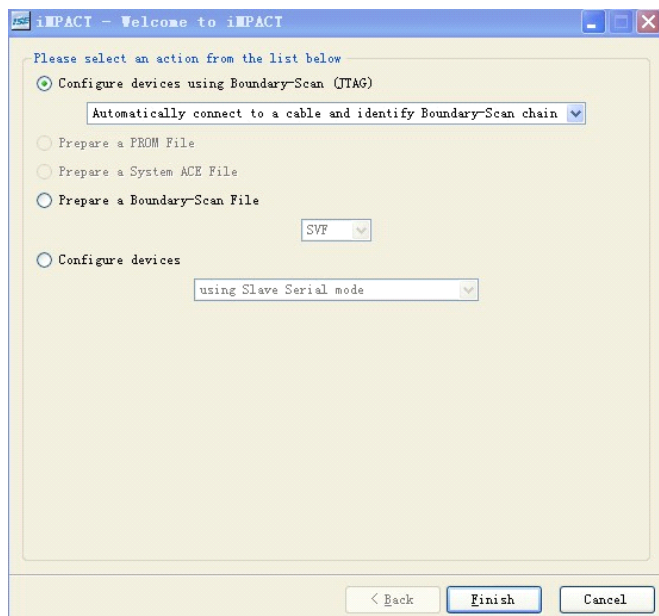 ISE iMPACT - Welcome to iMPACT
Please select an action from the list below
Configure devices using Boundary-Scan (JTAG)
Automatically connect to a cable and identify Boundary-Scan chain
Prepare a PROM File
Prepare a System ACE File
Prepare a Boundary-Scan File
SVF
Configure devices
using Slave Serial mode
< Back Finish Cancel